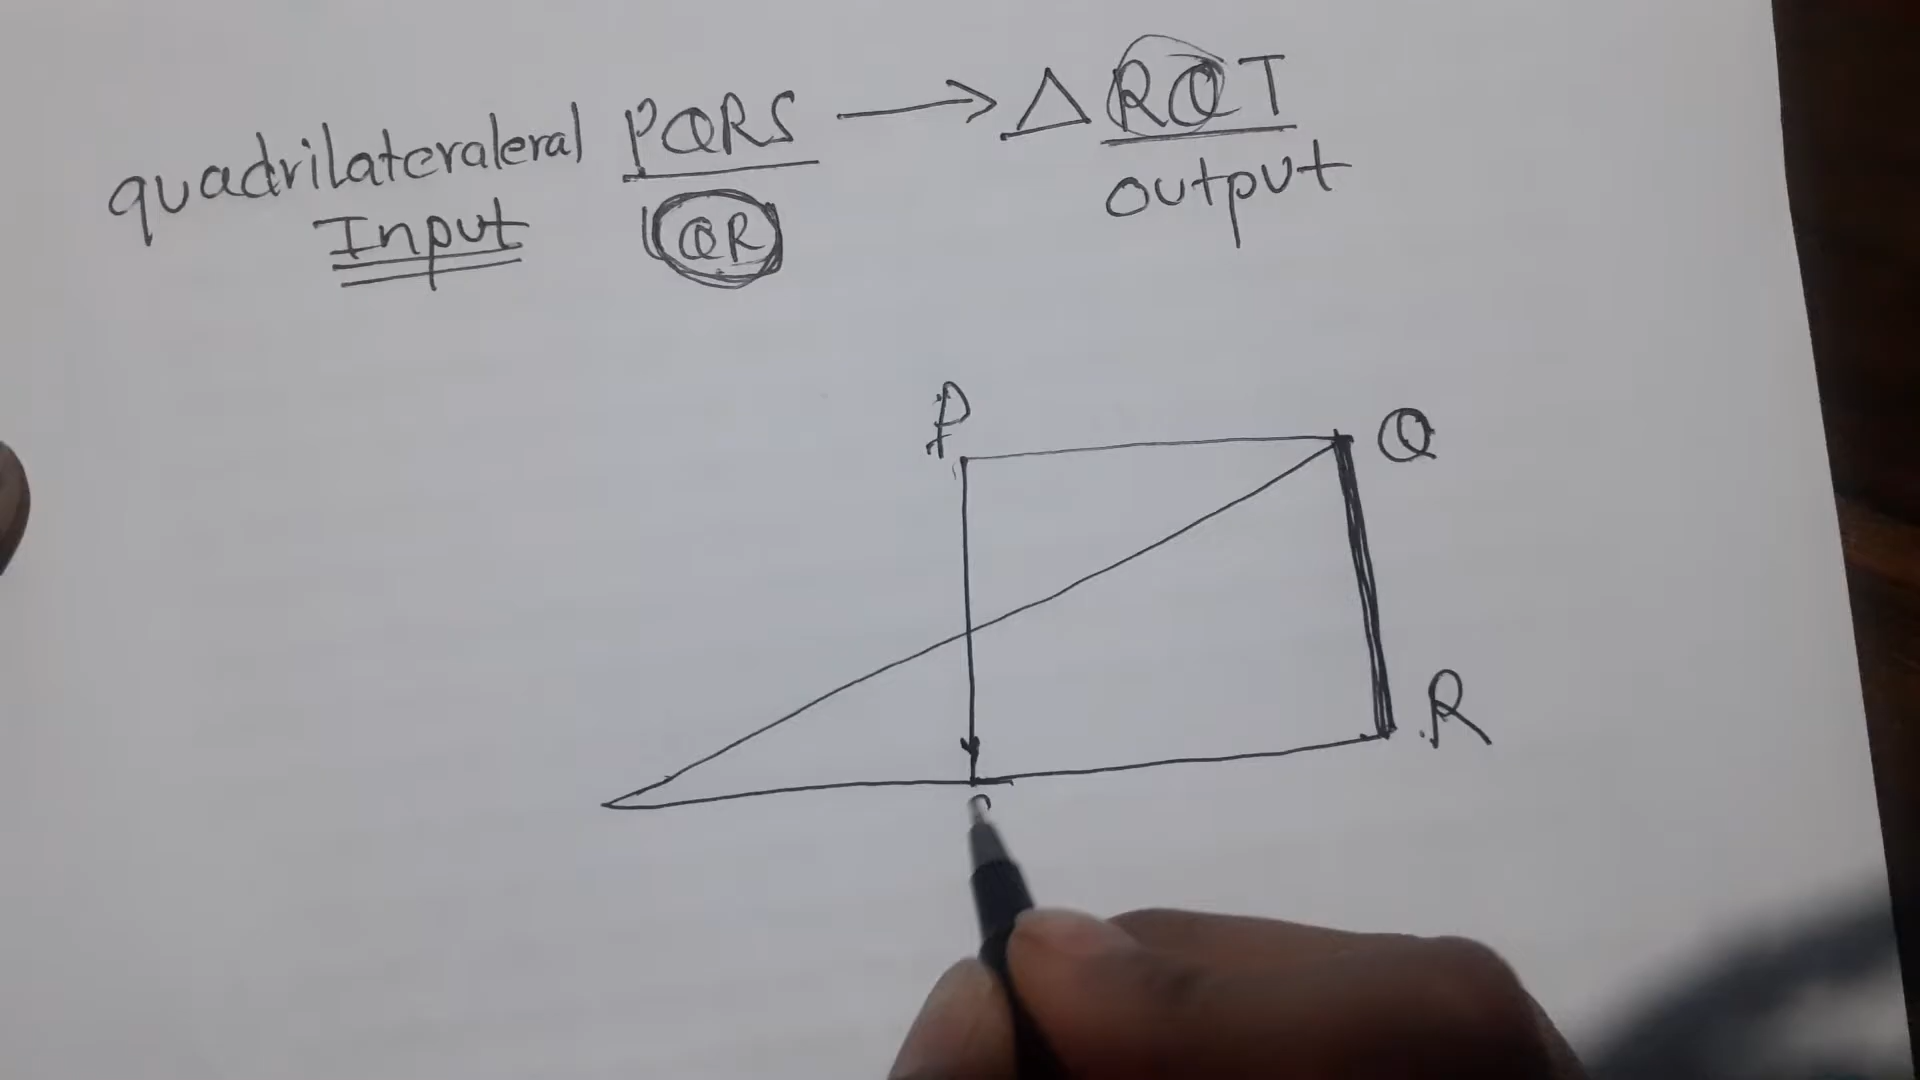 quadrilateraleral PQRS → Δ RQT
Input QR output
P Q
R